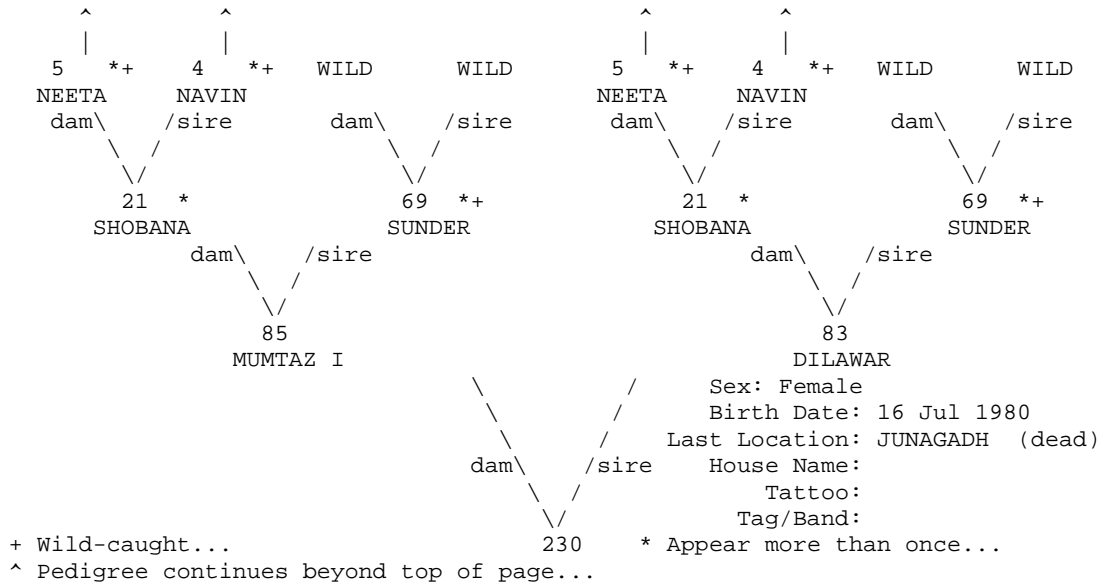 ^ ^ ^ ^
| | | |
5 *+ 4 *+ WILD WILD 5 *+ 4 *+ WILD WILD
NEETA NAVIN NEETA NAVIN
dam\ /sire dam\ /sire dam\ /sire dam\ /sire
\ / \ / \ / \ /
\/ \/ \/ \/
21 * 69 *+ 21 * 69 *+
SHOBANA SUNDER SHOBANA SUNDER
dam\ /sire dam\ /sire
\ / \ /
\/ \/
85 83
MUMTAZ I DILAWAR
\ / Sex: Female
\ / Birth Date: 16 Jul 1980
\ / Last Location: JUNAGADH (dead)
dam\ /sire House Name:
\ / Tattoo:
\/ Tag/Band:
+ Wild-caught... 230 * Appear more than once...
^ Pedigree continues beyond top of page...